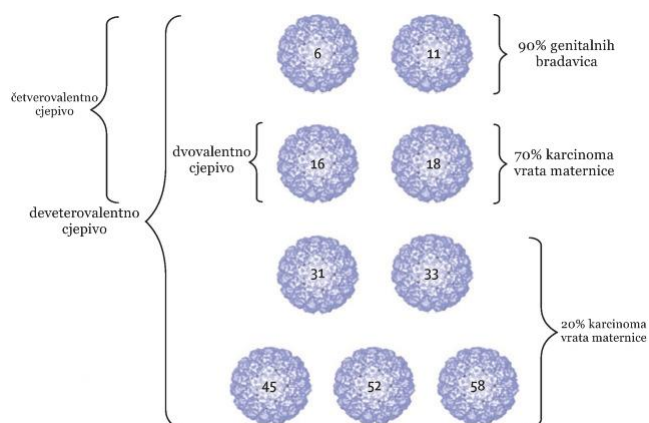 6
11
90% genitalnih
bradavica
četverovalentno
cjepivo
dvovalentno
cjepivo
16
18
70% karcinoma
vrata maternice
deveterovalentno
cjepivo
31
33
20% karcinoma
vrata maternice
45
52
58